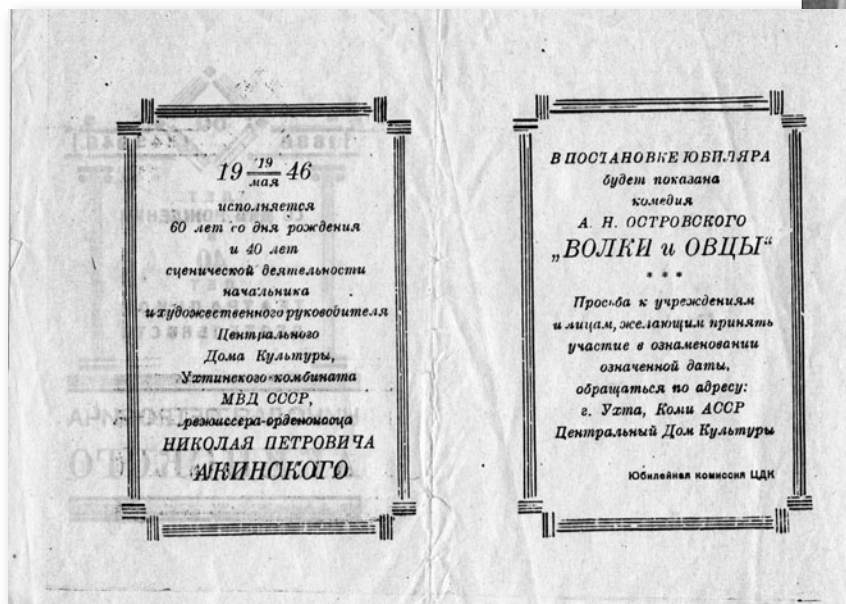 19 19/мая 46
исполняется
60 лет со дня рождения
и 40 лет
сценической деятельности
начальника
и художественного руководителя
Центрального
Дома Культуры,
Ухтинского комбината
МВД СССР,
режиссера-орденоносца
НИКОЛАЯ ПЕТРОВИЧА
В ПОСТАНОВКЕ ЮБИЛЯРА
будет показана
комедия
А. Н. ОСТРОВСКОГО
„ВОЛКИ и ОВЦЫ“
* * *
Просьба к учреждениям
и лицам, желающим принять
участие в ознаменовании
означенной даты,
обращаться по адресу:
г. Ухта, Коми АССР
Центральный Дом Культуры
Юбилейная комиссия ЦДК